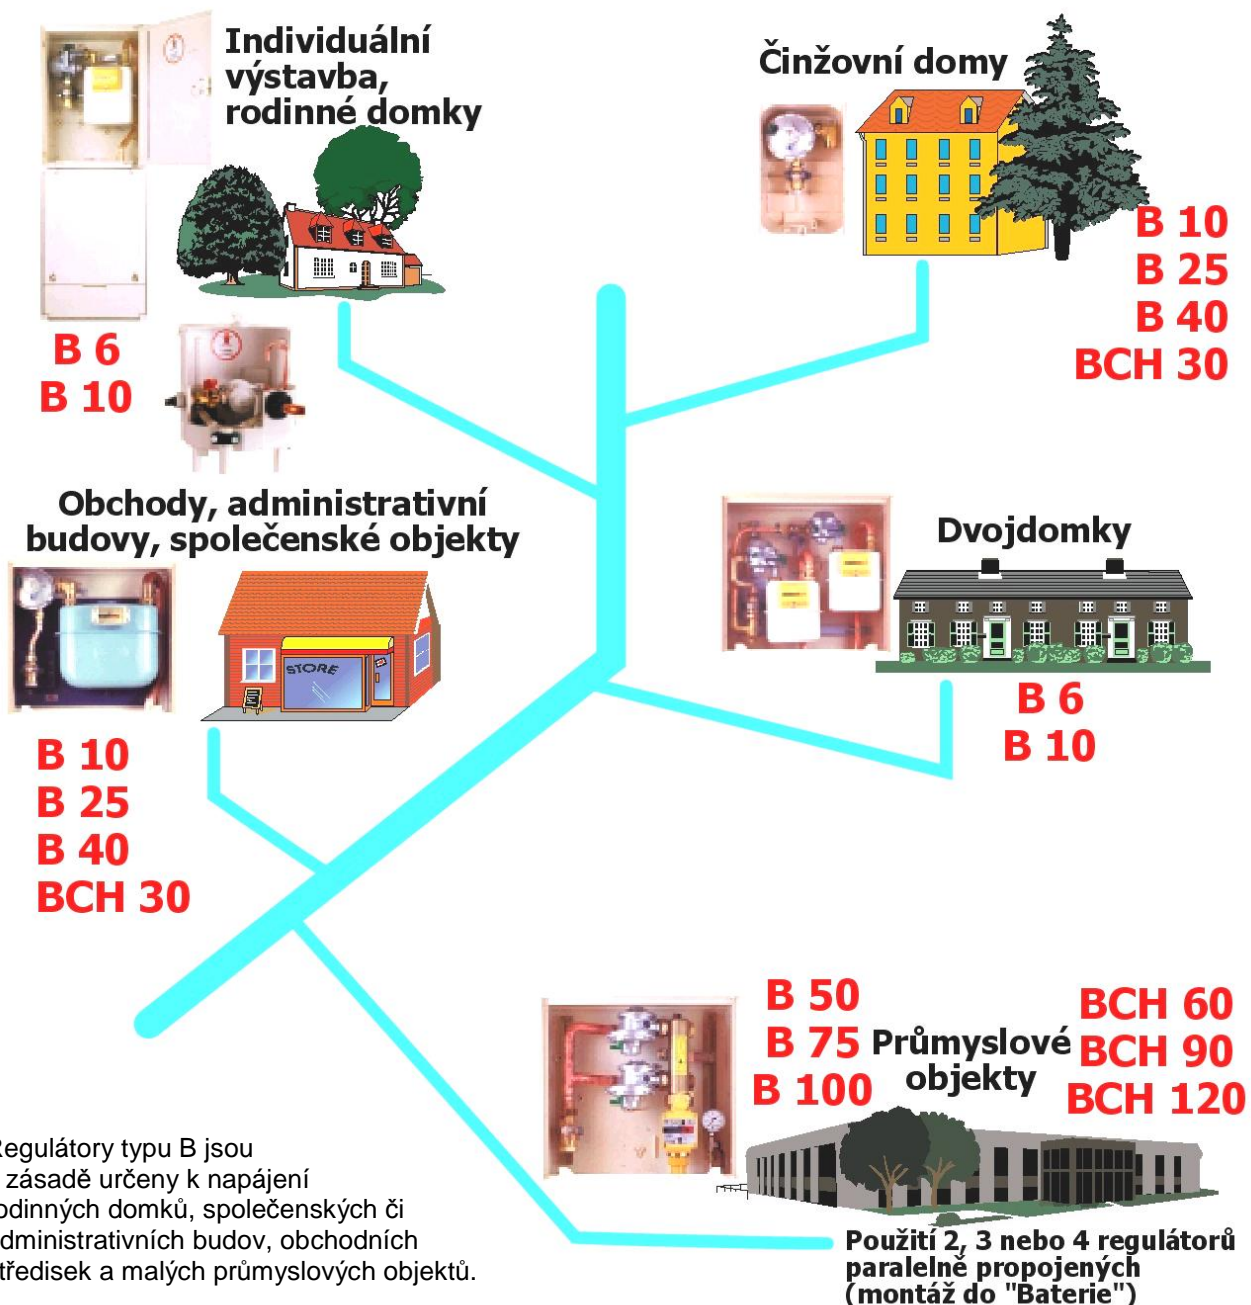 Individuální
výstavba,
rodinné domky
B 6
B 10
Činžovní domy
B 10
B 25
B 40
BCH 30
Obchody, administrativní
budovy, společenské objekty
STORE
B 10
B 25
B 40
BCH 30
Dvojdomky
B 6
B 10
B 50
B 75
B 100
Průmyslové
objekty
BCH 60
BCH 90
BCH 120
Regulátory typu B jsou
zásadě určeny k napájení
odinných domků, společenských či
dministrativních budov, obchodních
tředisek a malých průmyslových objektů.
Použití 2, 3 nebo 4 regulátorů
paralelně propojených
(montáž do "Baterie")